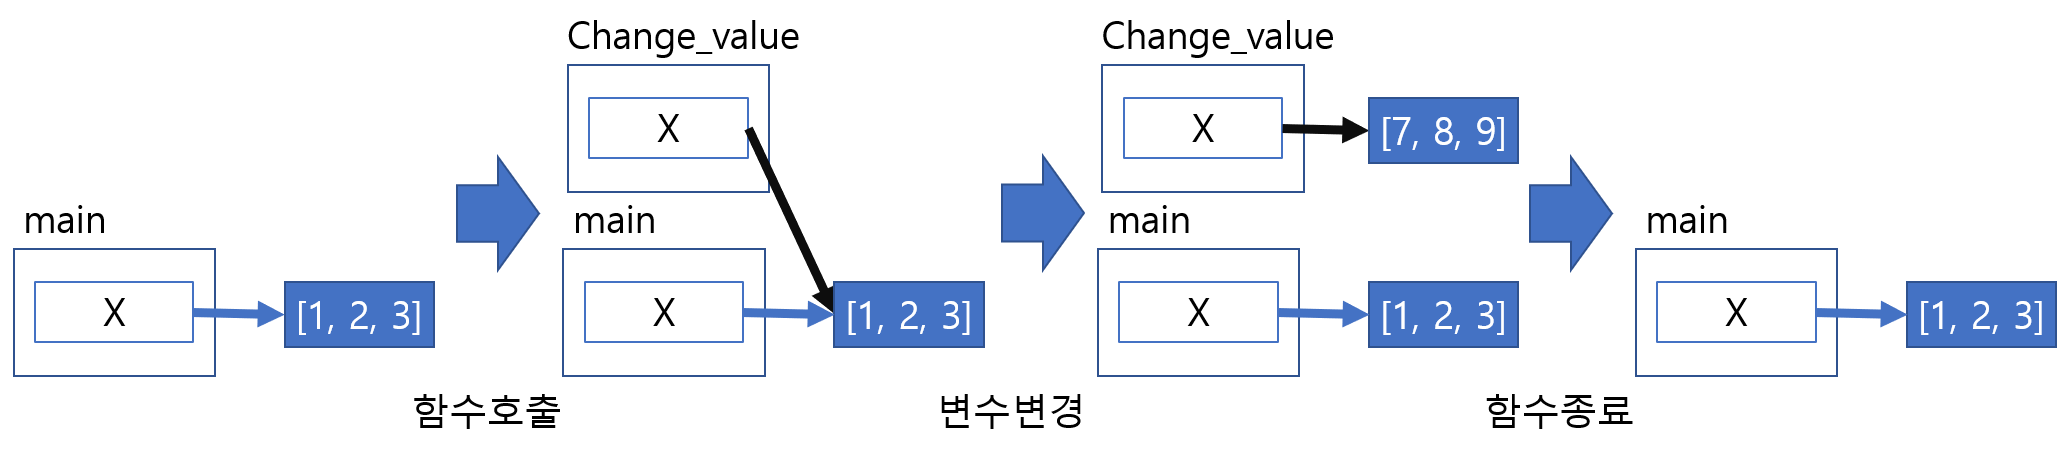 main
X
[1, 2, 3]
함수호출
Change_value
X
main
X
[1, 2, 3]
변수변경
Change_value
X
[7, 8, 9]
main
X
[1, 2, 3]
함수종료
main
X
[1, 2, 3]